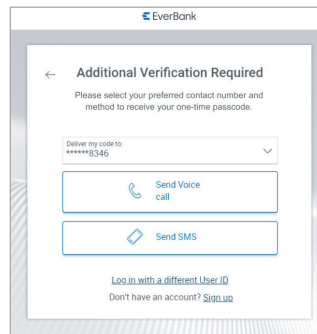 EverBank
Additional Verification Required
Please select your preferred contact number and
method to receive your one-time passcode.
Deliver my code to:
******8346
Send Voice
call
Send SMS
Log in with a different User ID
Don't have an account? Sign up